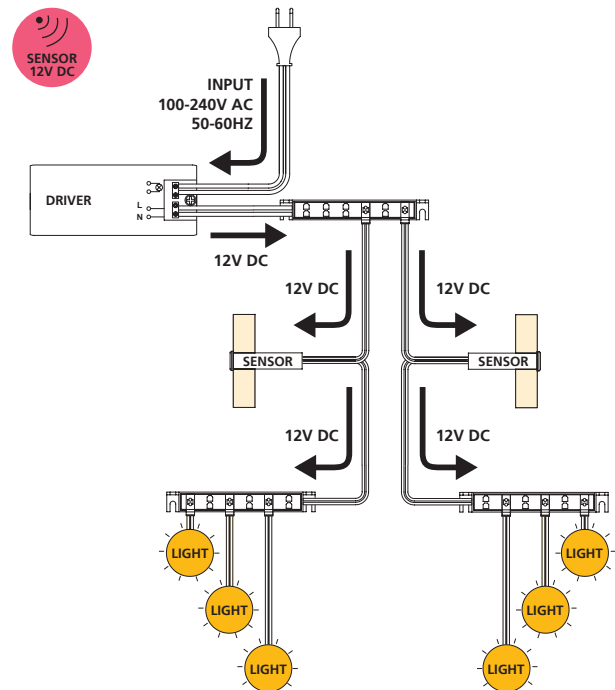 SENSOR
12V DC
INPUT
100-240V AC
50-60HZ
DRIVER
L
N
12V DC
12V DC
12V DC
SENSOR
SENSOR
12V DC
12V DC
LIGHT
LIGHT
LIGHT
LIGHT
LIGHT
LIGHT